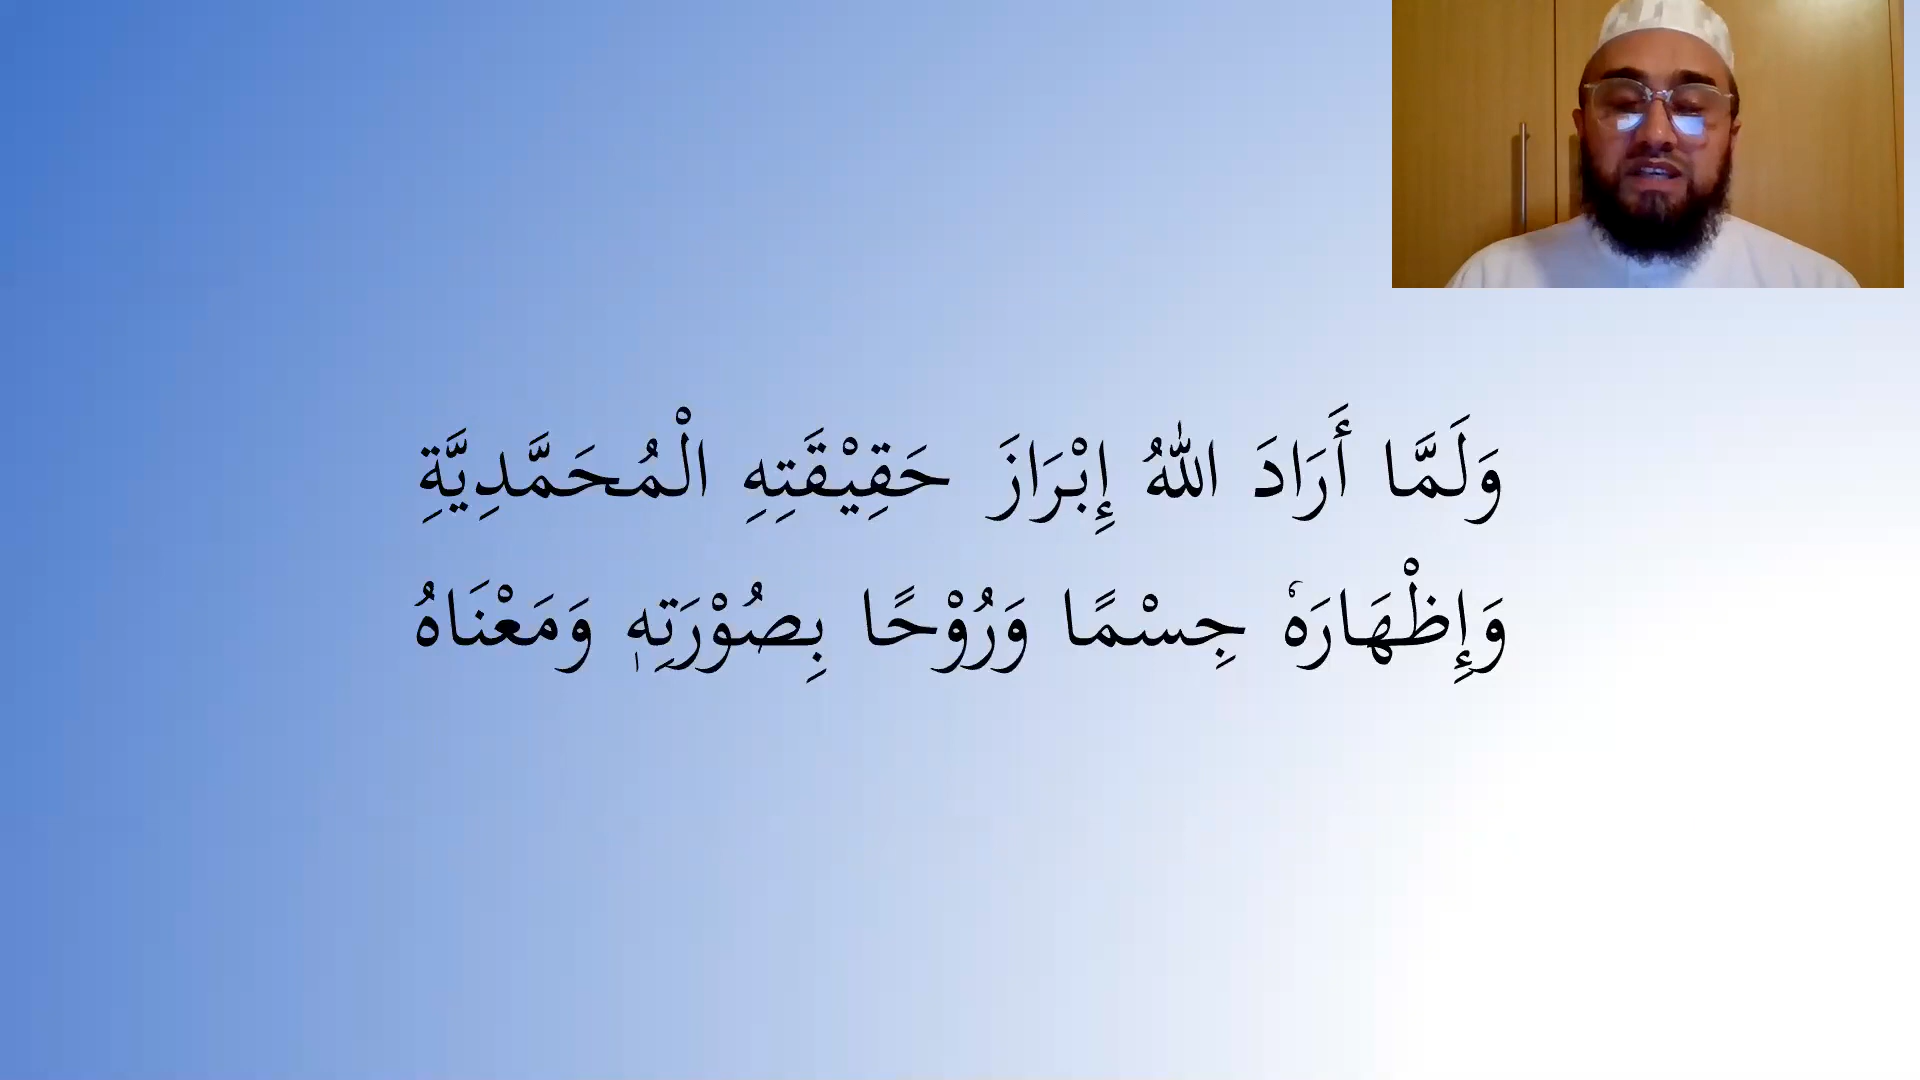 وَلَمَّا أَرَادَ اللهُ إِبْرَازَ حَقِيْقَتِهِ الْمُحَمَّدِيَّةِ
وَإِظْهَارَهٗ جِسْمًا وَرُوْحًا بِصُوْرَتِهٖ وَمَعْنَاهُ